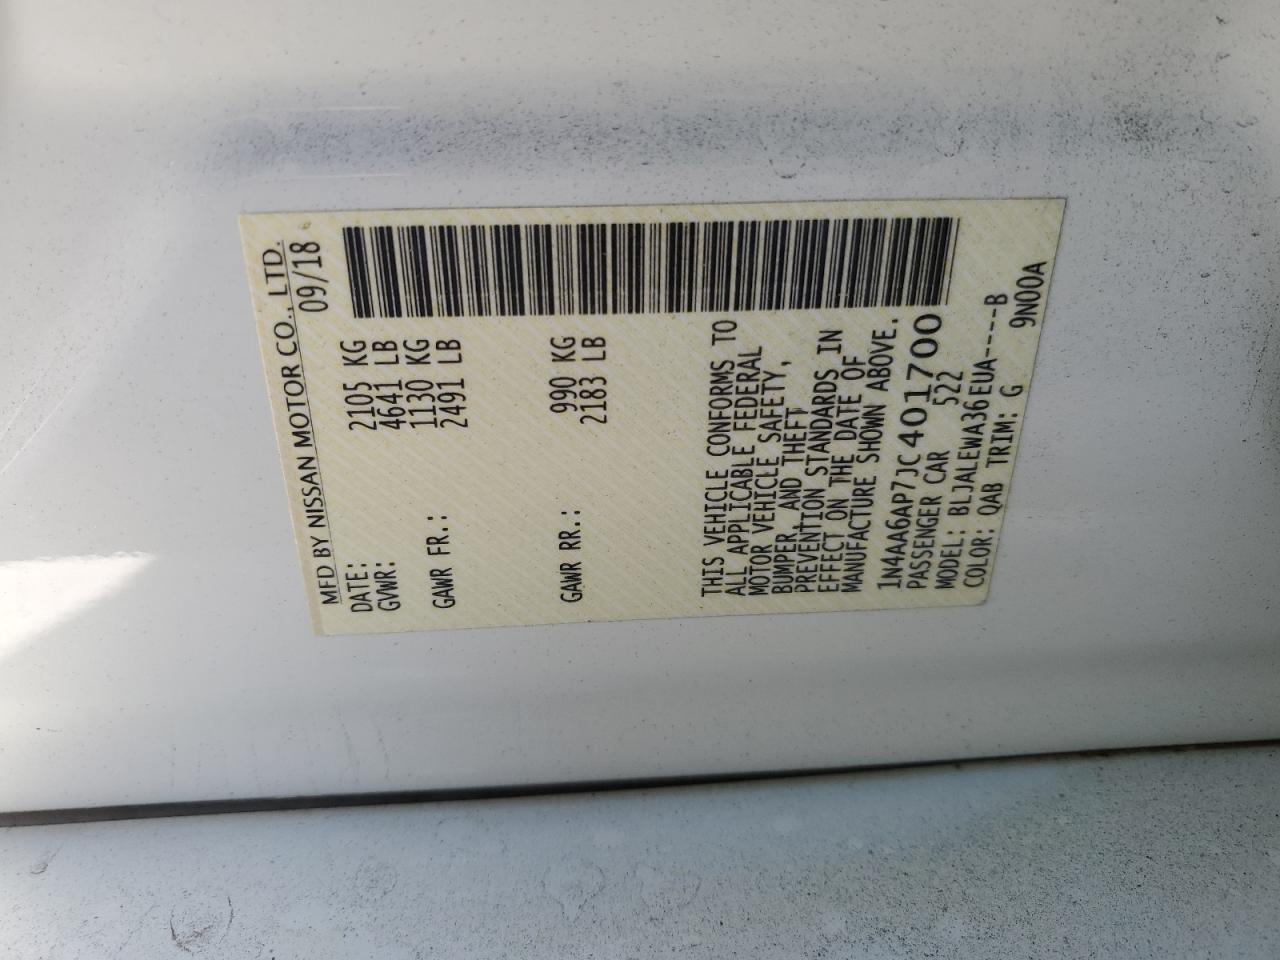 MFD BY NISSAN MOTOR CO., LTD.
DATE: 09/18
GVWR: 2105 KG
4641 LB
GAWR FR.: 1130 KG
2491 LB
GAWR RR.: 990 KG
2183 LB
THIS VEHICLE CONFORMS TO
ALL APPLICABLE FEDERAL
MOTOR VEHICLE SAFETY,
BUMPER, AND THEFT
PREVENTION STANDARDS IN
EFFECT ON THE DATE OF
MANUFACTURE SHOWN ABOVE.
1N4AA6AP7JC401700
PASSENGER CAR 522
MODEL: BLJALEWA36EUA----B
COLOR: QAB TRIM: G 9N00A